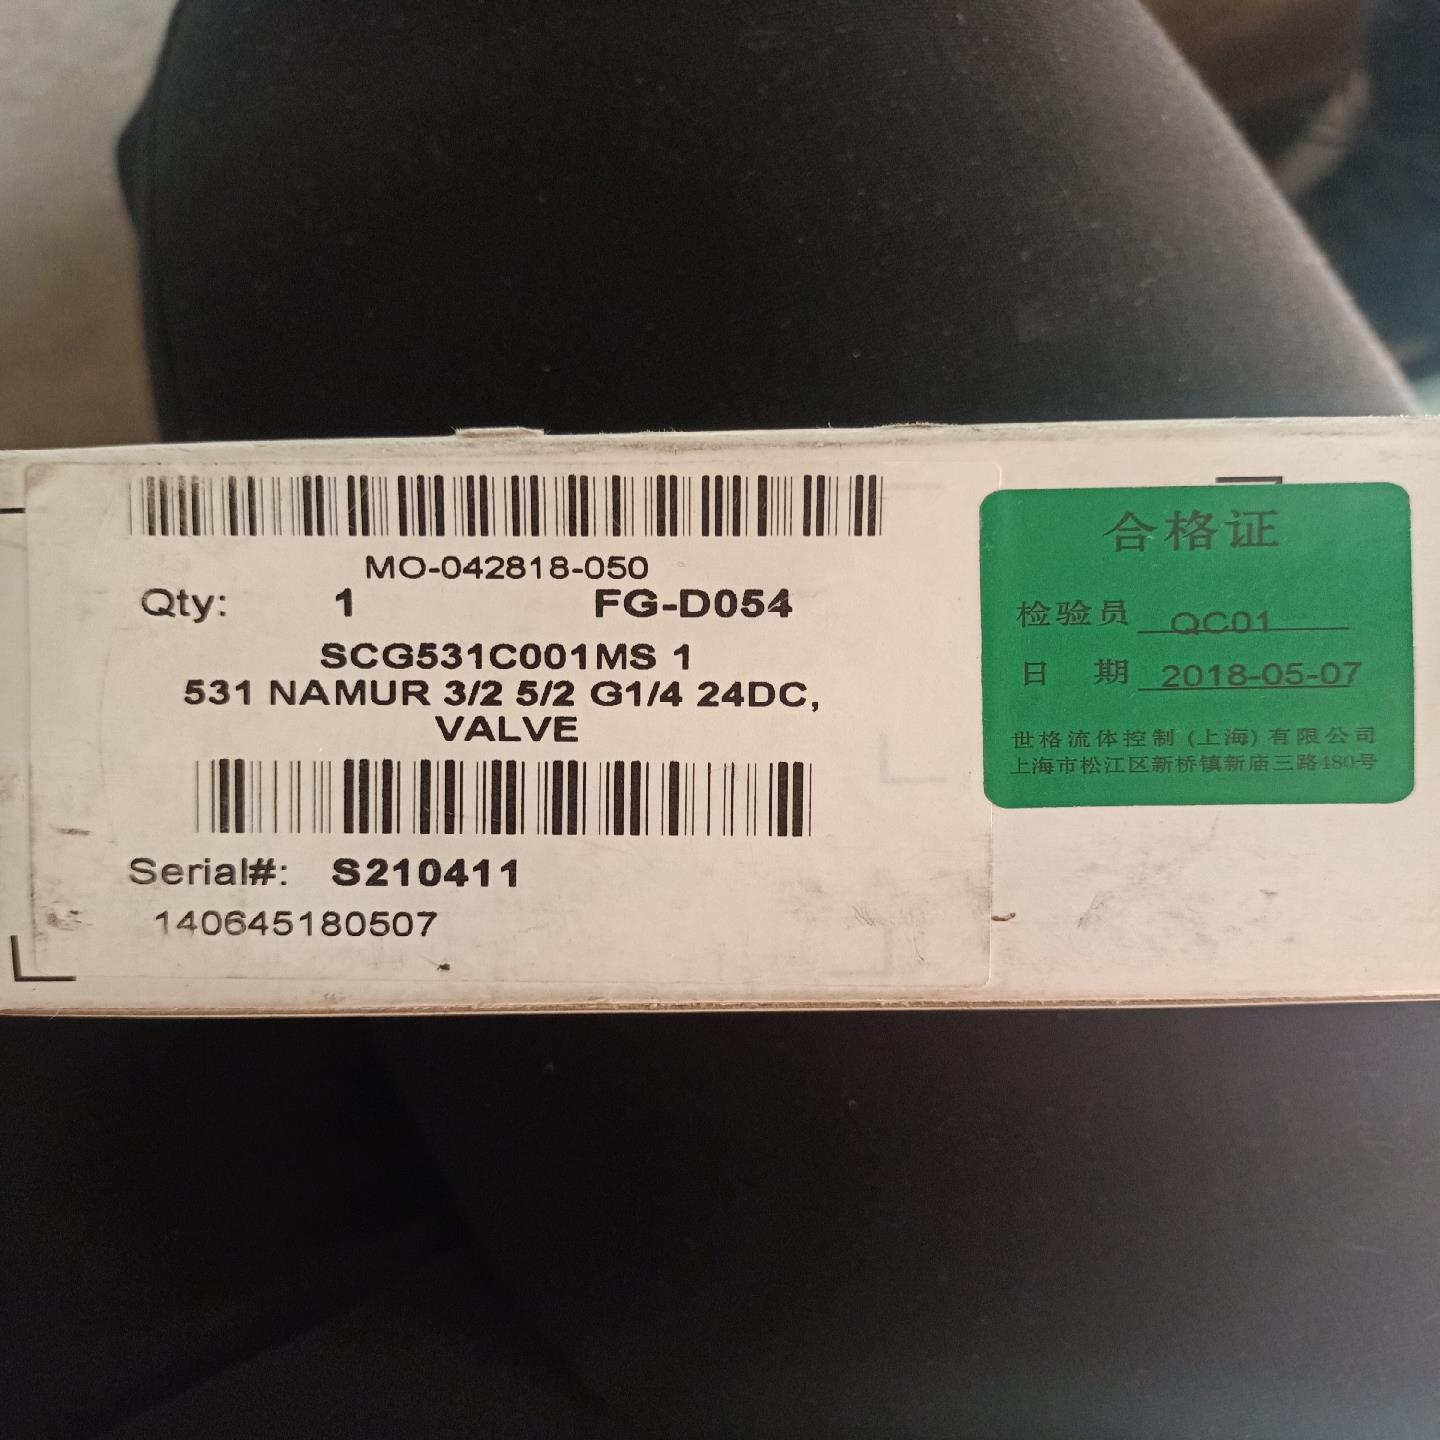 MO-042818-050
Qty: 1 FG-D054
SCG531C001MS 1
531 NAMUR 3/2 5/2 G1/4 24DC,
VALVE
Serial#: S210411
140645180507
合格证
检验员 QC01
日 期 2018-05-07
世格流体控制 (上海) 有限公司
上海市松江区新桥镇新庙三路480号